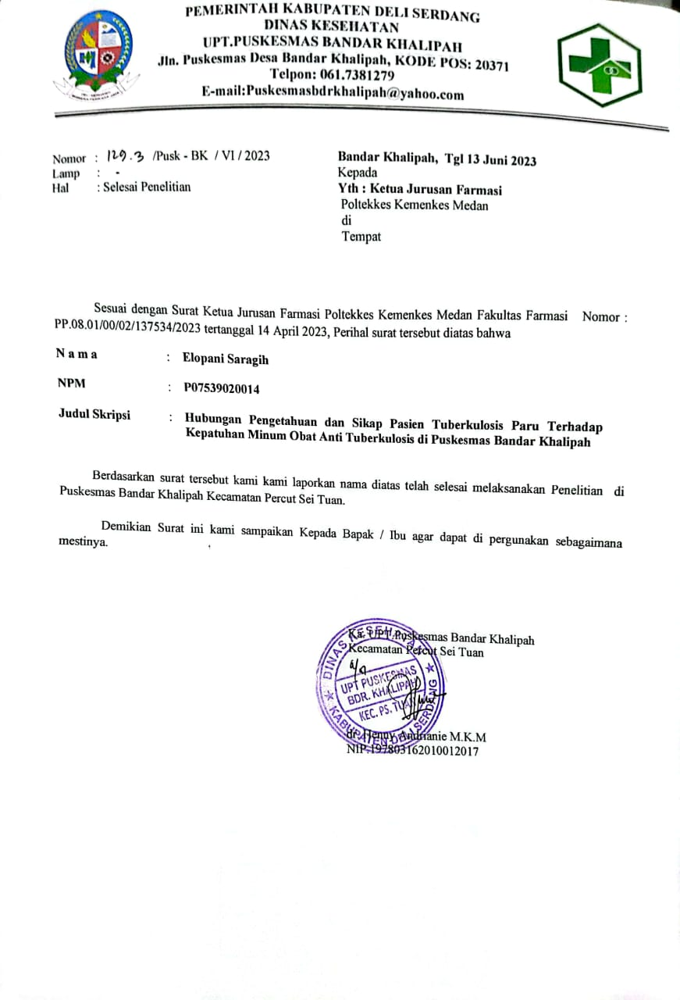 PEMERINTAH KABUPATEN DELI SERDANG
DINAS KESEHATAN
UPT.PUSKESMAS BANDAR KHALIPAH
Jln. Puskesmas Desa Bandar Khalipah, KODE POS: 20371
Telpon: 061.7381279
E-mail:Puskesmasbdrkhalipah@yahoo.com
Nomor : 129.3 /Pusk - BK / VI / 2023
Lamp : -
Hal : Selesai Penelitian
Bandar Khalipah, Tgl 13 Juni 2023
Kepada
Yth : Ketua Jurusan Farmasi
Poltekkes Kemenkes Medan
di
Tempat
Sesuai dengan Surat Ketua Jurusan Farmasi Poltekkes Kemenkes Medan Fakultas Farmasi Nomor :
PP.08.01/00/02/137534/2023 tertanggal 14 April 2023, Perihal surat tersebut diatas bahwa
N a m a : Elopani Saragih
NPM : P07539020014
Judul Skripsi : Hubungan Pengetahuan dan Sikap Pasien Tuberkulosis Paru Terhadap
Kepatuhan Minum Obat Anti Tuberkulosis di Puskesmas Bandar Khalipah
Berdasarkan surat tersebut kami kami laporkan nama diatas telah selesai melaksanakan Penelitian di
Puskesmas Bandar Khalipah Kecamatan Percut Sei Tuan.
Demikian Surat ini kami sampaikan Kepada Bapak / Ibu agar dapat di pergunakan sebagaimana
mestinya.
Ka. UPT.Puskesmas Bandar Khalipah
Kecamatan Percut Sei Tuan
DINAS KESEHATAN
UPT PUSKESMAS
BDR. KHALIPAH
KEC. PS. TUAN
KABUPATEN DELI SERDANG
dr. Henny Andrianie M.K.M
NIP.197803162010012017